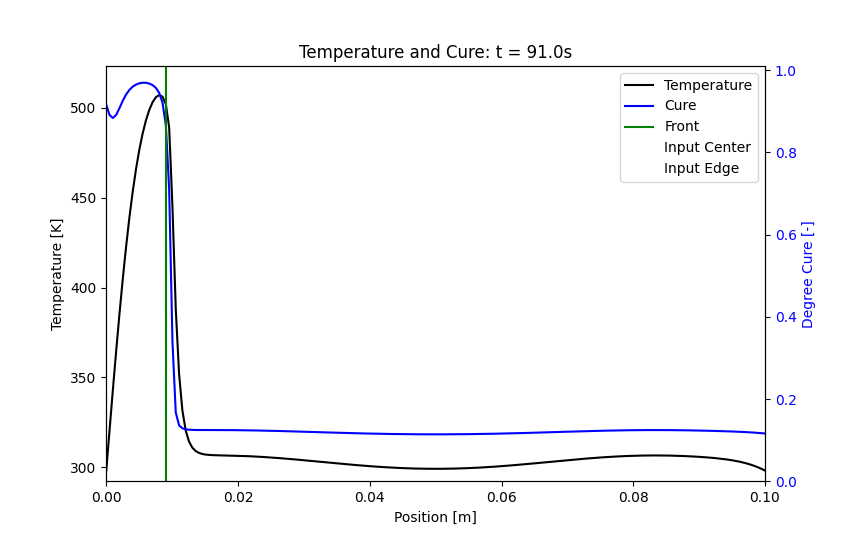 Temperature and Cure: t = 91.0s
Temperature
Cure
Front
Input Center
Input Edge
500
450
400
350
300
Temperature [K]
1.0
0.8
0.6
0.4
0.2
0.0
Degree Cure [-]
0.00 0.02 0.04 0.06 0.08 0.10
Position [m]